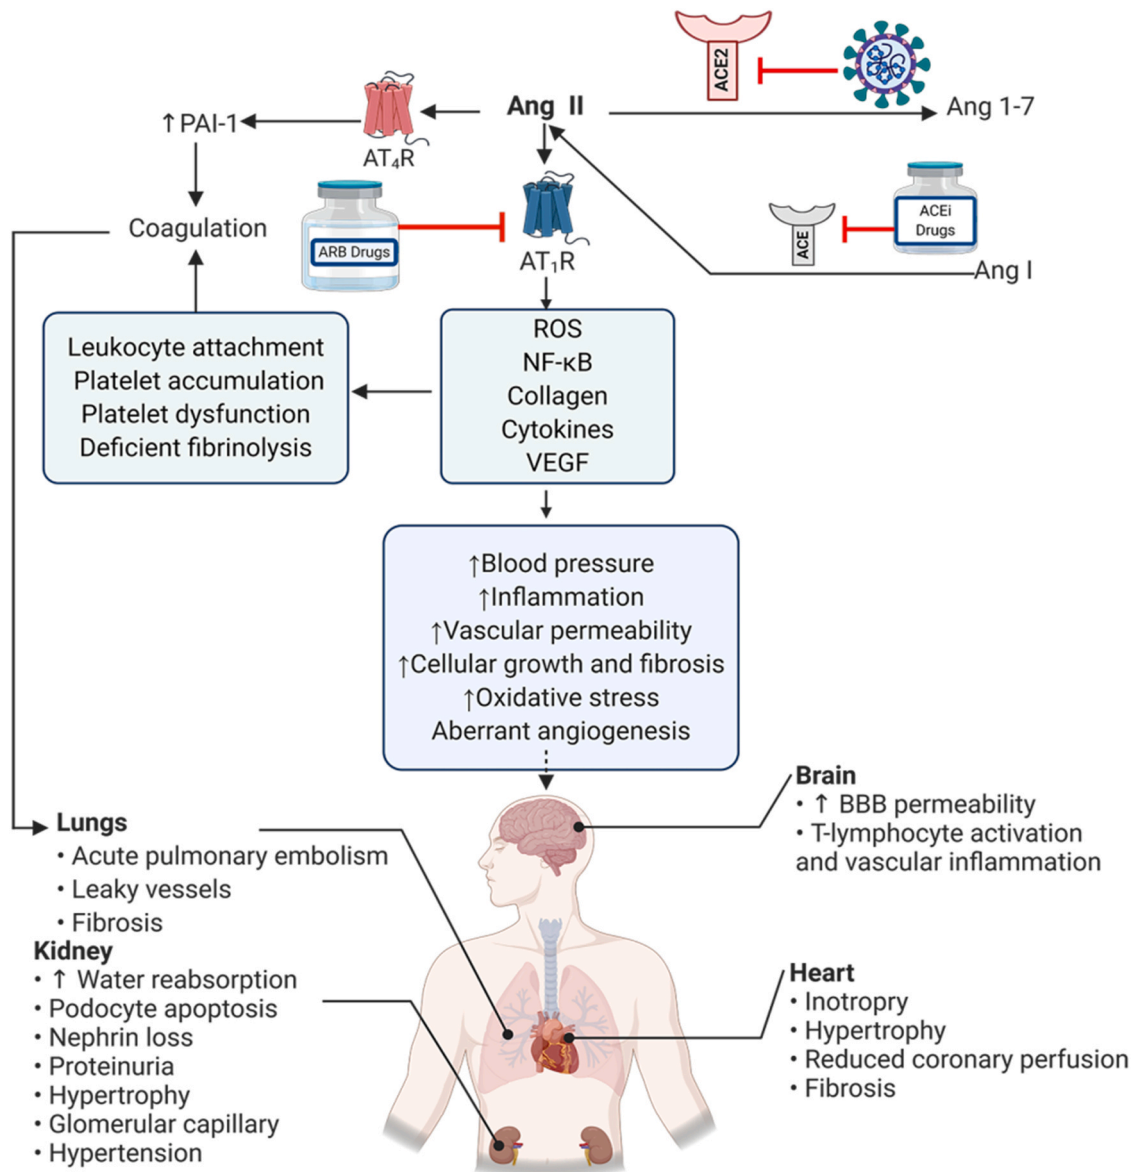 ACE2
Ang II
Ang 1-7
↑PAI-1
AT₄R
ACEi
Drugs
ACE
Coagulation
ARB Drugs
AT₁R
Ang I
Leukocyte attachment
Platelet accumulation
Platelet dysfunction
Deficient fibrinolysis
ROS
NF-κB
Collagen
Cytokines
VEGF
↑Blood pressure
↑Inflammation
↑Vascular permeability
↑Cellular growth and fibrosis
↑Oxidative stress
Aberrant angiogenesis
Brain
• ↑ BBB permeability
• T-lymphocyte activation
and vascular inflammation
Lungs
• Acute pulmonary embolism
• Leaky vessels
• Fibrosis
Kidney
• ↑ Water reabsorption
• Podocyte apoptosis
• Nephrin loss
• Proteinuria
• Hypertrophy
• Glomerular capillary
• Hypertension
Heart
• Inotropry
• Hypertrophy
• Reduced coronary perfusion
• Fibrosis